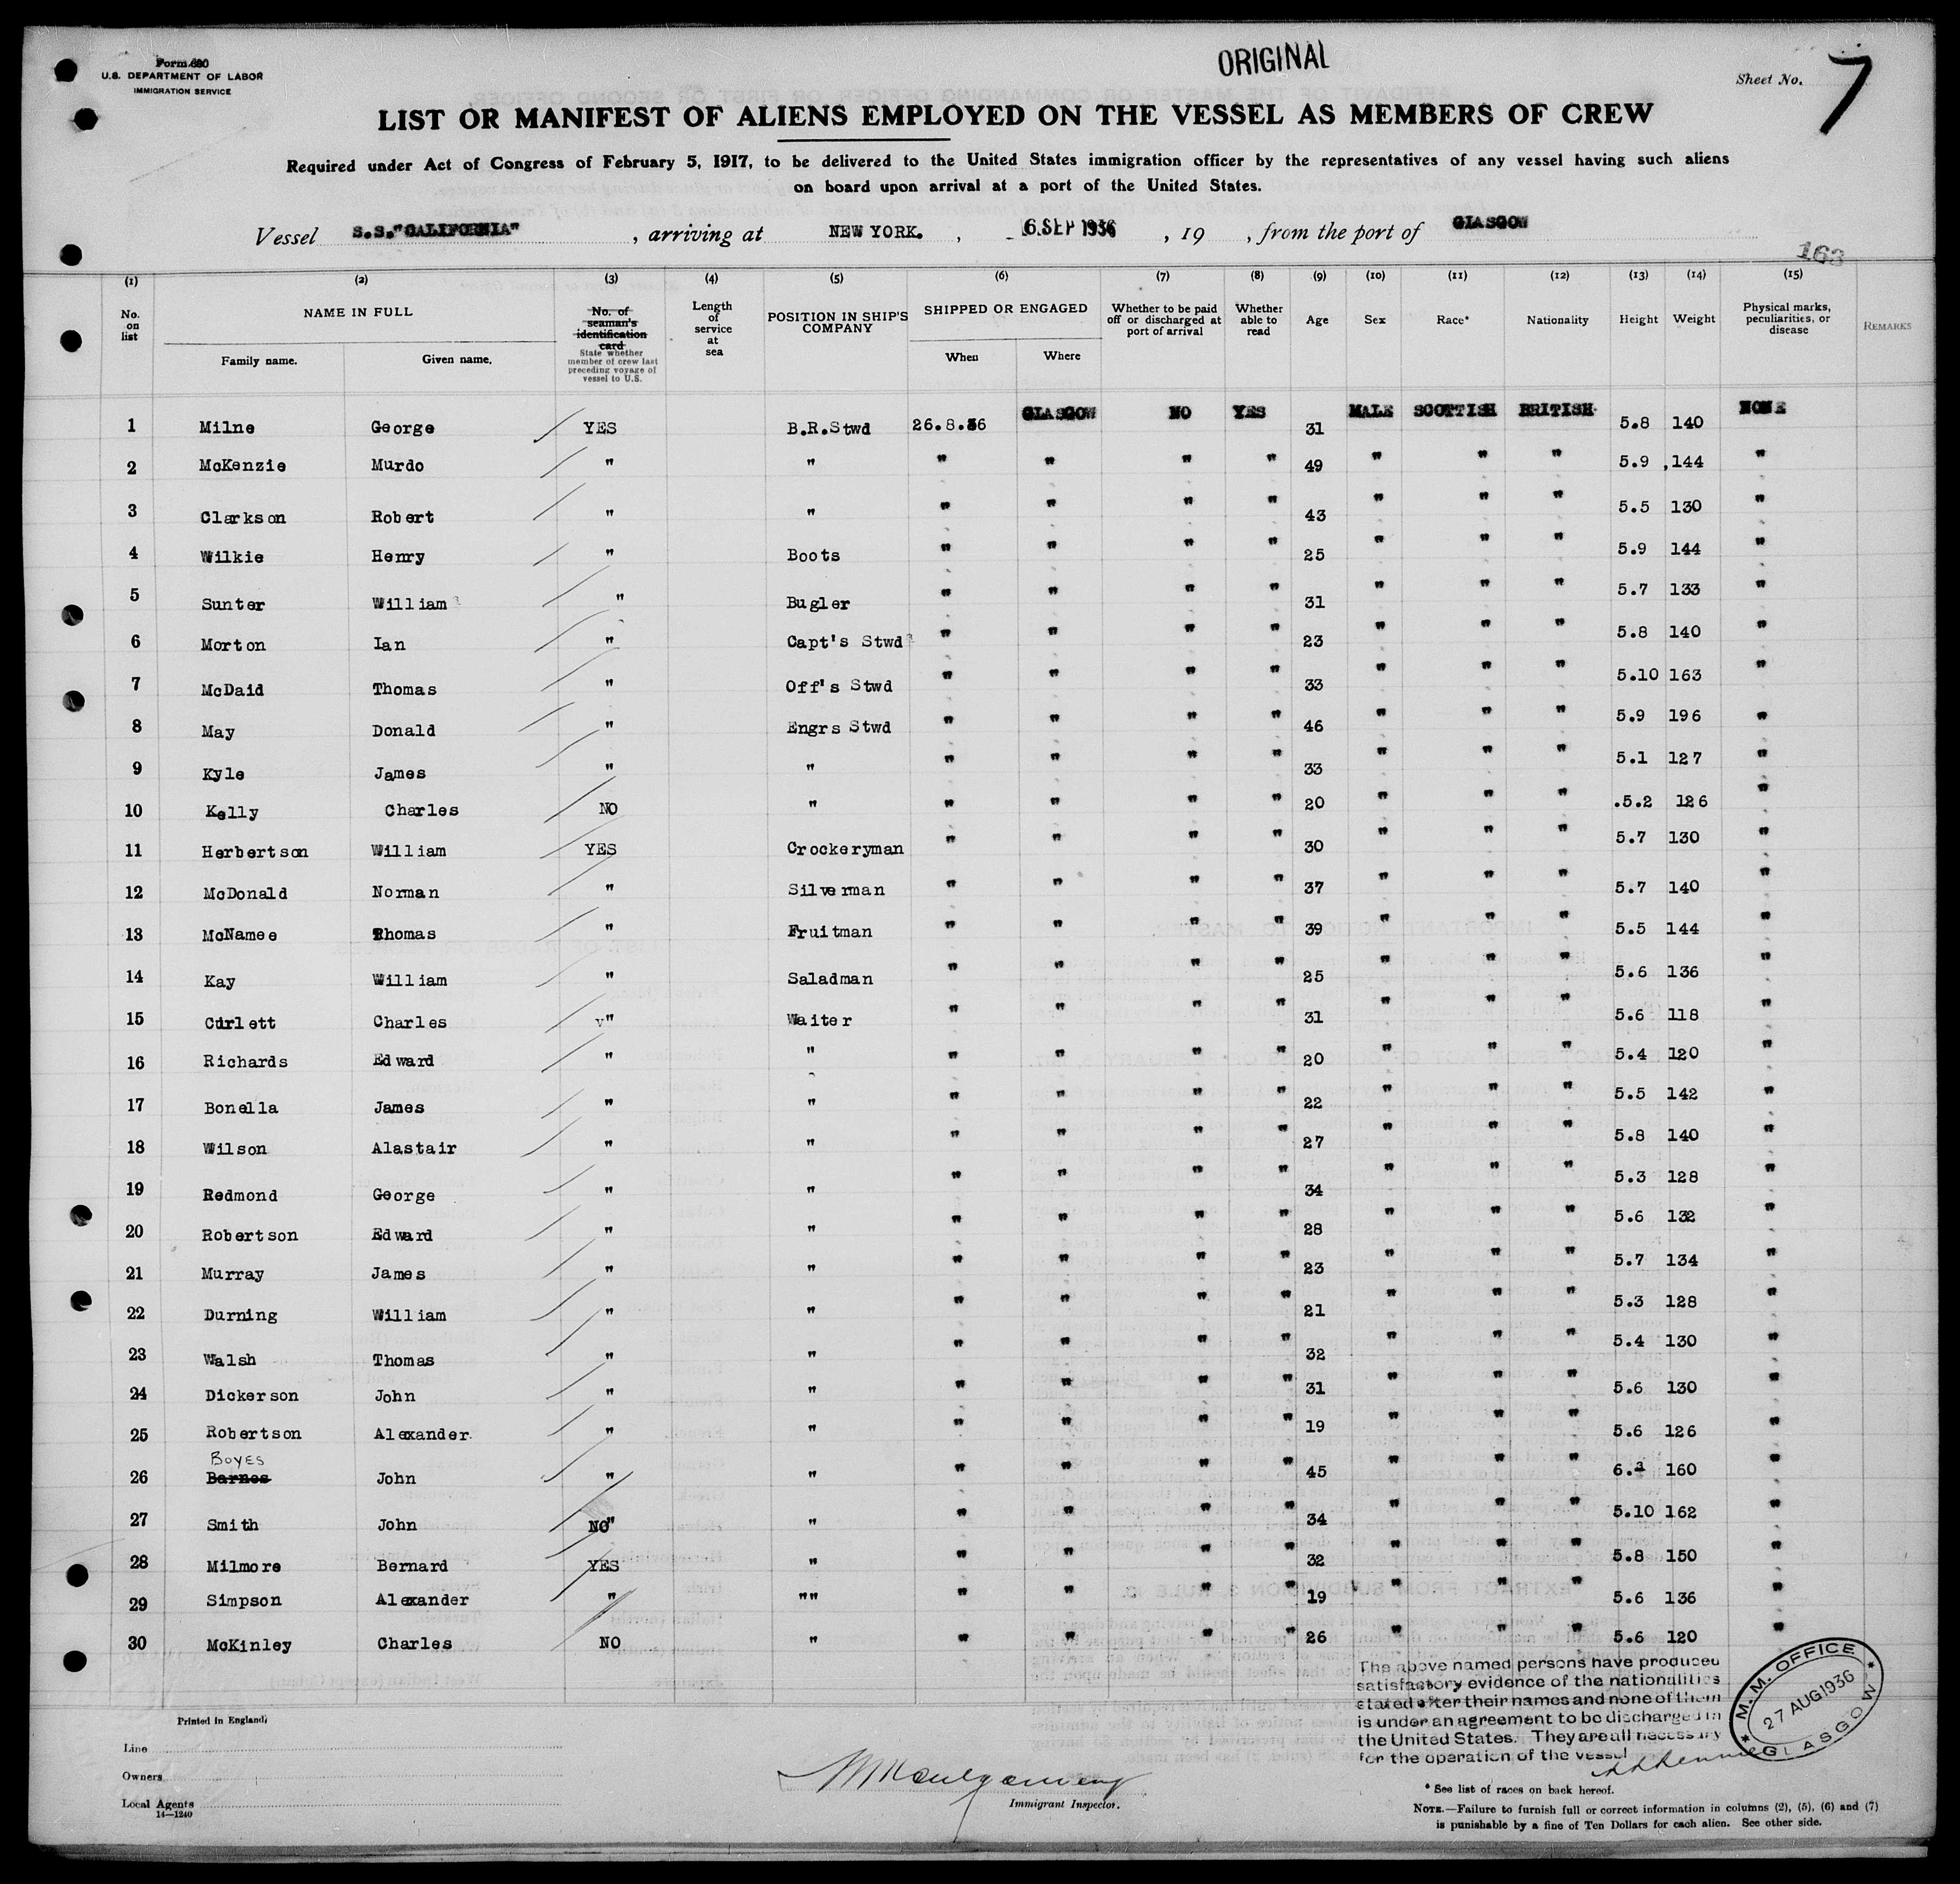 Form 680
U.S. DEPARTMENT OF LABOR
IMMIGRATION SERVICE
ORIGINAL
Sheet No. 7
LIST OR MANIFEST OF ALIENS EMPLOYED ON THE VESSEL AS MEMBERS OF CREW
Required under Act of Congress of February 5, 1917, to be delivered to the United States immigration officer by the representatives of any vessel having such aliens
on board upon arrival at a port of the United States.
Vessel S.S."CALIFORNIA" , arriving at NEW YORK. , 6 SEP 1936 , 19 , from the port of GLASGOW
163
(1) (2) (3) (4) (5) (6) (7) (8) (9) (10) (11) (12) (13) (14) (15)
No. on list NAME IN FULL Family name. Given name. No. of seaman's identification card State whether member of crew last preceding voyage of vessel to U.S. Length of service at sea POSITION IN SHIP'S COMPANY SHIPPED OR ENGAGED When Where Whether to be paid off or discharged at port of arrival Whether able to read Age Sex Race* Nationality Height Weight Physical marks, peculiarities, or disease REMARKS
1 Milne George YES B.R.Stwd 26.8.36 GLASGOW NO YES 31 MALE SCOTTISH BRITISH 5.8 140 NONE
2 McKenzie Murdo " " " " " " 49 " " " 5.9 144 "
3 Clarkson Robert " " " " " " 43 " " " 5.5 130 "
4 Wilkie Henry " Boots " " " " 25 " " " 5.9 144 "
5 Sunter William " Bugler " " " " 31 " " " 5.7 133 "
6 Morton Ian " Capt's Stwd " " " " 23 " " " 5.8 140 "
7 McDaid Thomas " Off's Stwd " " " " 33 " " " 5.10 163 "
8 May Donald " Engrs Stwd " " " " 46 " " " 5.9 196 "
9 Kyle James " " " " " " 33 " " " 5.1 127 "
10 Kelly Charles NO " " " " " 20 " " " .5.2 126 "
11 Herbertson William YES Crockeryman " " " " 30 " " " 5.7 130 "
12 McDonald Norman " Silverman " " " " 37 " " " 5.7 140 "
13 McNamee Thomas " Fruitman " " " " 39 " " " 5.5 144 "
14 Kay William " Saladman " " " " 25 " " " 5.6 136 "
15 Curlett Charles v" Waiter " " " " 31 " " " 5.6 118 "
16 Richards Edward " " " " " " 20 " " " 5.4 120 "
17 Bonella James " " " " " " 22 " " " 5.5 142 "
18 Wilson Alastair " " " " " " 27 " " " 5.8 140 "
19 Redmond George " " " " " " 34 " " " 5.3 128 "
20 Robertson Edward " " " " " " 28 " " " 5.6 132 "
21 Murray James " " " " " " 23 " " " 5.7 134 "
22 Durning William " " " " " " 21 " " " 5.3 128 "
23 Walsh Thomas " " " " " " 32 " " " 5.4 130 "
24 Dickerson John " " " " " " 31 " " " 5.6 130 "
25 Robertson Alexander. " " " " " " 19 " " " 5.6 126 "
BOYES
26 Barnes John " " " " " " 45 " " " 6. 160 "
27 Smith John NO" " " " " " 34 " " " 5.10 162 "
28 Milmore Bernard YES " " " " " 32 " " " 5.8 150 "
29 Simpson Alexander " "" " " " " 19 " " " 5.6 136 "
30 McKinley Charles NO " " " " " 26 " " " 5.6 120 "
The above named persons have produced
satisfactory evidence of the nationalities
stated after their names and none of them
is under an agreement to be discharged in
the United States. They are all necessary
for the operation of the vessel
M. M. OFFICE
27 AUG 1936
GLASGOW
Printed in England.
Line
Owners
Local Agents
14—1240
Immigrant Inspector.
* See list of races on back hereof.
NOTE.—Failure to furnish full or correct information in columns (2), (5), (6) and (7)
is punishable by a fine of Ten Dollars for each alien. See other side.